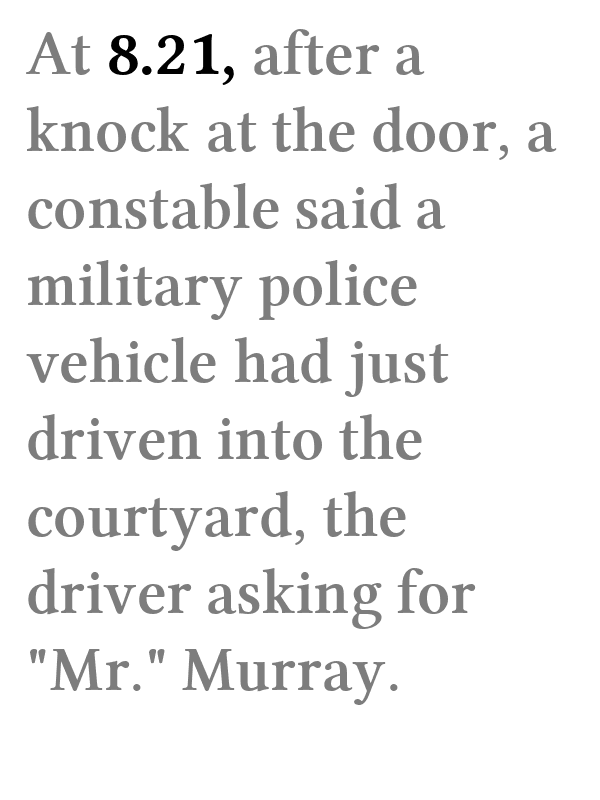 At 8.21, after a
knock at the door, a
constable said a
military police
vehicle had just
driven into the
courtyard, the
driver asking for
"Mr." Murray.